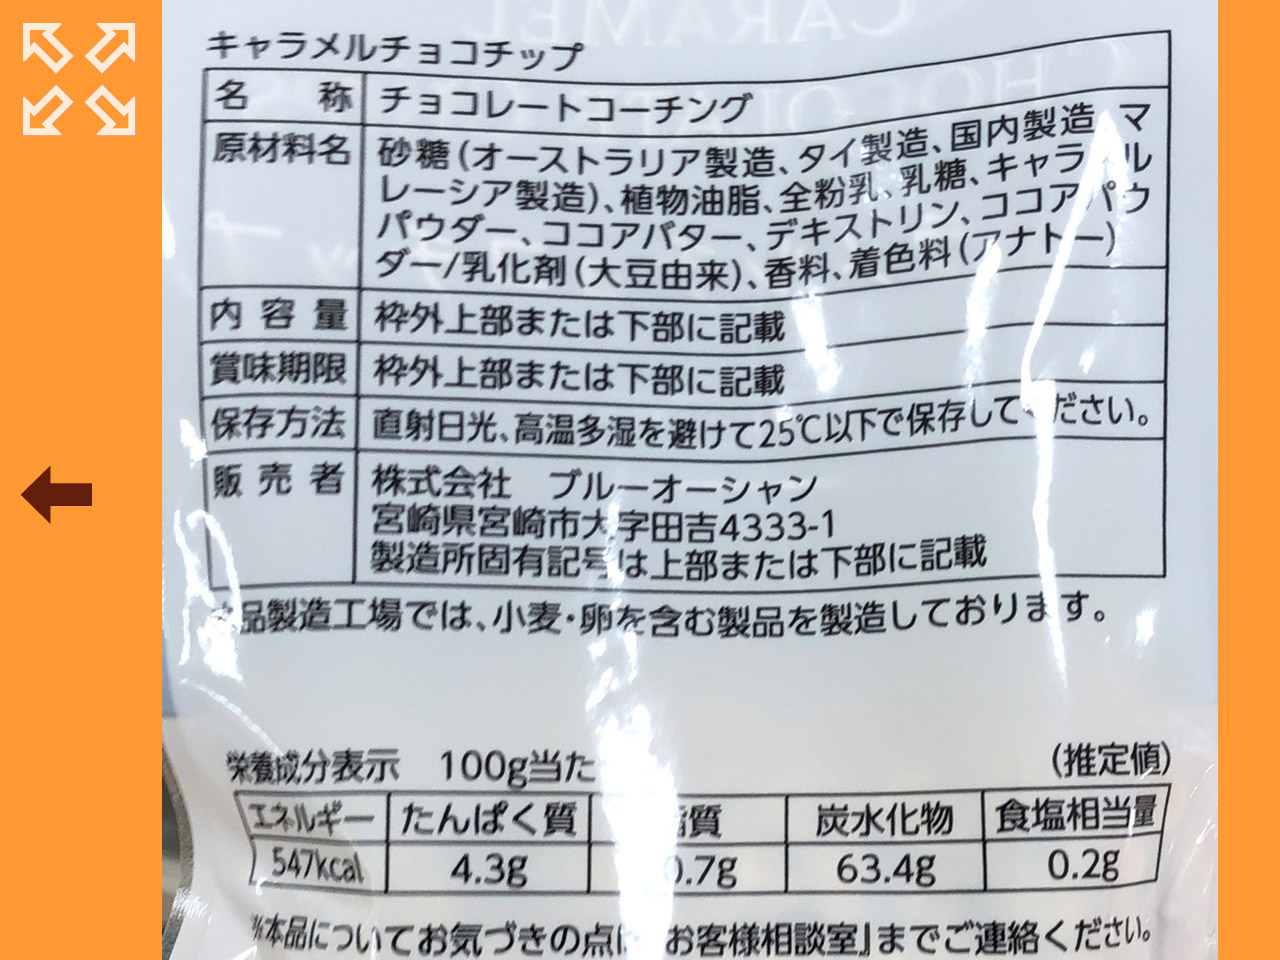 キャラメルチョコチップ
名 称 チョコレートコーチング
原材料名 砂糖(オーストラリア製造、タイ製造、国内製造、マ
レーシア製造)、植物油脂、全粉乳、乳糖、キャラメル
パウダー、ココアバター、デキストリン、ココアパウ
ダー/乳化剤(大豆由来)、香料、着色料(アナトー)
内容量 枠外上部または下部に記載
賞味期限 枠外上部または下部に記載
保存方法 直射日光、高温多湿を避けて25℃以下で保存してください。
販売者 株式会社 ブルーオーシャン
宮崎県宮崎市大字田吉4333-1
製造所固有記号は上部または下部に記載
品製造工場では、小麦・卵を含む製品を製造しております。
栄養成分表示 100g当た (推定値)
エネルギー たんぱく質 脂質 炭水化物 食塩相当量
547kcal 4.3g .7g 63.4g 0.2g
※本品についてお気づきの点は お客様相談室』までご連絡ください。